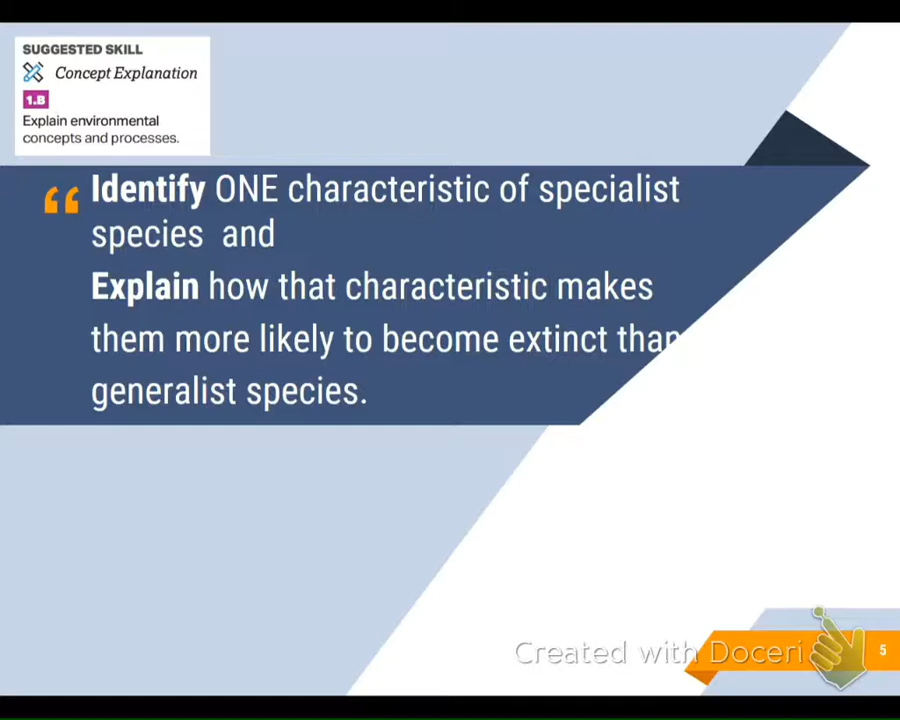 SUGGESTED SKILL
Concept Explanation
1.B
Explain environmental
concepts and processes.
“ Identify ONE characteristic of specialist
species and
Explain how that characteristic makes
them more likely to become extinct than
generalist species.
Created with Doceri
5